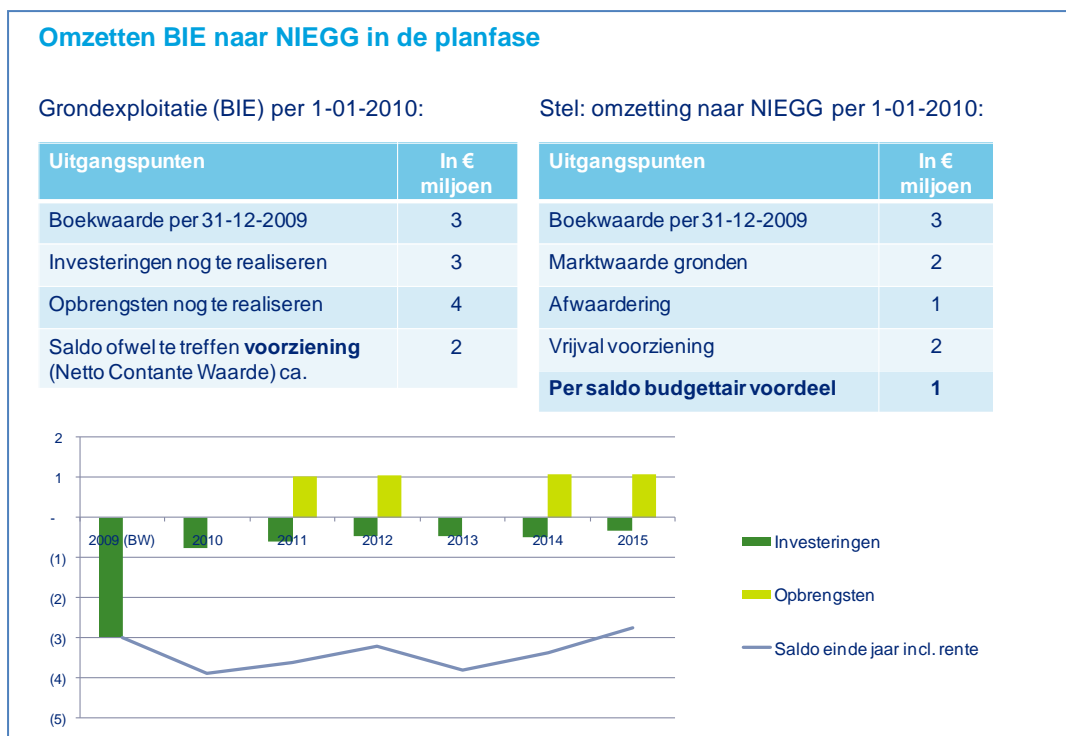 Omzetten BIE naar NIEGG in de planfase
Grondexploitatie (BIE) per 1-01-2010:
Uitgangspunten In €
miljoen
Boekwaarde per 31-12-2009 3
Investeringen nog te realiseren 3
Opbrengsten nog te realiseren 4
Saldo ofwel te treffen voorziening 2
(Netto Contante Waarde) ca.
Stel: omzetting naar NIEGG per 1-01-2010:
Uitgangspunten In €
miljoen
Boekwaarde per 31-12-2009 3
Marktwaarde gronden 2
Afwaardering 1
Vrijval voorziening 2
Per saldo budgettair voordeel 1
2
1
-
(1)
(2)
(3)
(4)
(5)
2009 (BW) 2010 2011 2012 2013 2014 2015
Investeringen
Opbrengsten
Saldo einde jaar incl. rente